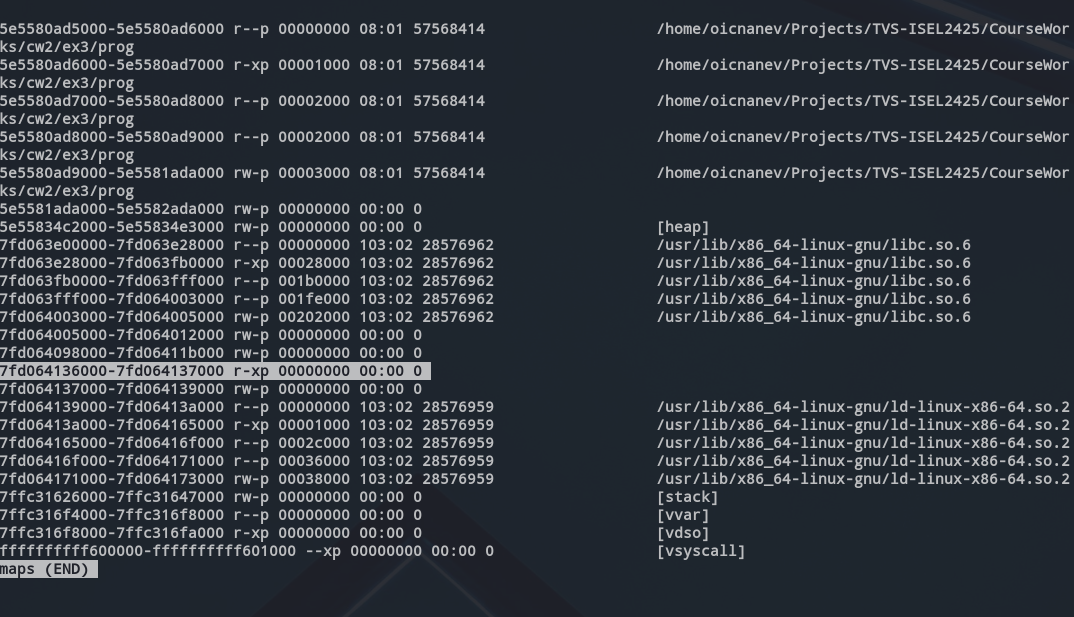 5e5580ad5000-5e5580ad6000 r--p 00000000 08:01 57568414 /home/oicnanev/Projects/TVS-ISEL2425/CourseWor
ks/cw2/ex3/prog
5e5580ad6000-5e5580ad7000 r-xp 00001000 08:01 57568414 /home/oicnanev/Projects/TVS-ISEL2425/CourseWor
ks/cw2/ex3/prog
5e5580ad7000-5e5580ad8000 r--p 00002000 08:01 57568414 /home/oicnanev/Projects/TVS-ISEL2425/CourseWor
ks/cw2/ex3/prog
5e5580ad8000-5e5580ad9000 r--p 00002000 08:01 57568414 /home/oicnanev/Projects/TVS-ISEL2425/CourseWor
ks/cw2/ex3/prog
5e5580ad9000-5e5581ada000 rw-p 00003000 08:01 57568414 /home/oicnanev/Projects/TVS-ISEL2425/CourseWor
ks/cw2/ex3/prog
5e5581ada000-5e5582ada000 rw-p 00000000 00:00 0
5e55834c2000-5e55834e3000 rw-p 00000000 00:00 0 [heap]
7fd063e00000-7fd063e28000 r--p 00000000 103:02 28576962 /usr/lib/x86_64-linux-gnu/libc.so.6
7fd063e28000-7fd063fb0000 r-xp 00028000 103:02 28576962 /usr/lib/x86_64-linux-gnu/libc.so.6
7fd063fb0000-7fd063fff000 r--p 001b0000 103:02 28576962 /usr/lib/x86_64-linux-gnu/libc.so.6
7fd063fff000-7fd064003000 r--p 001fe000 103:02 28576962 /usr/lib/x86_64-linux-gnu/libc.so.6
7fd064003000-7fd064005000 rw-p 00202000 103:02 28576962 /usr/lib/x86_64-linux-gnu/libc.so.6
7fd064005000-7fd064012000 rw-p 00000000 00:00 0
7fd064098000-7fd06411b000 rw-p 00000000 00:00 0
7fd064136000-7fd064137000 r-xp 00000000 00:00 0
7fd064137000-7fd064139000 rw-p 00000000 00:00 0
7fd064139000-7fd06413a000 r--p 00000000 103:02 28576959 /usr/lib/x86_64-linux-gnu/ld-linux-x86-64.so.2
7fd06413a000-7fd064165000 r-xp 00001000 103:02 28576959 /usr/lib/x86_64-linux-gnu/ld-linux-x86-64.so.2
7fd064165000-7fd06416f000 r--p 0002c000 103:02 28576959 /usr/lib/x86_64-linux-gnu/ld-linux-x86-64.so.2
7fd06416f000-7fd064171000 r--p 00036000 103:02 28576959 /usr/lib/x86_64-linux-gnu/ld-linux-x86-64.so.2
7fd064171000-7fd064173000 rw-p 00038000 103:02 28576959 /usr/lib/x86_64-linux-gnu/ld-linux-x86-64.so.2
7ffc31626000-7ffc31647000 rw-p 00000000 00:00 0 [stack]
7ffc316f4000-7ffc316f8000 r--p 00000000 00:00 0 [vvar]
7ffc316f8000-7ffc316fa000 r-xp 00000000 00:00 0 [vdso]
ffffffffff600000-ffffffffff601000 --xp 00000000 00:00 0 [vsyscall]
maps (END)